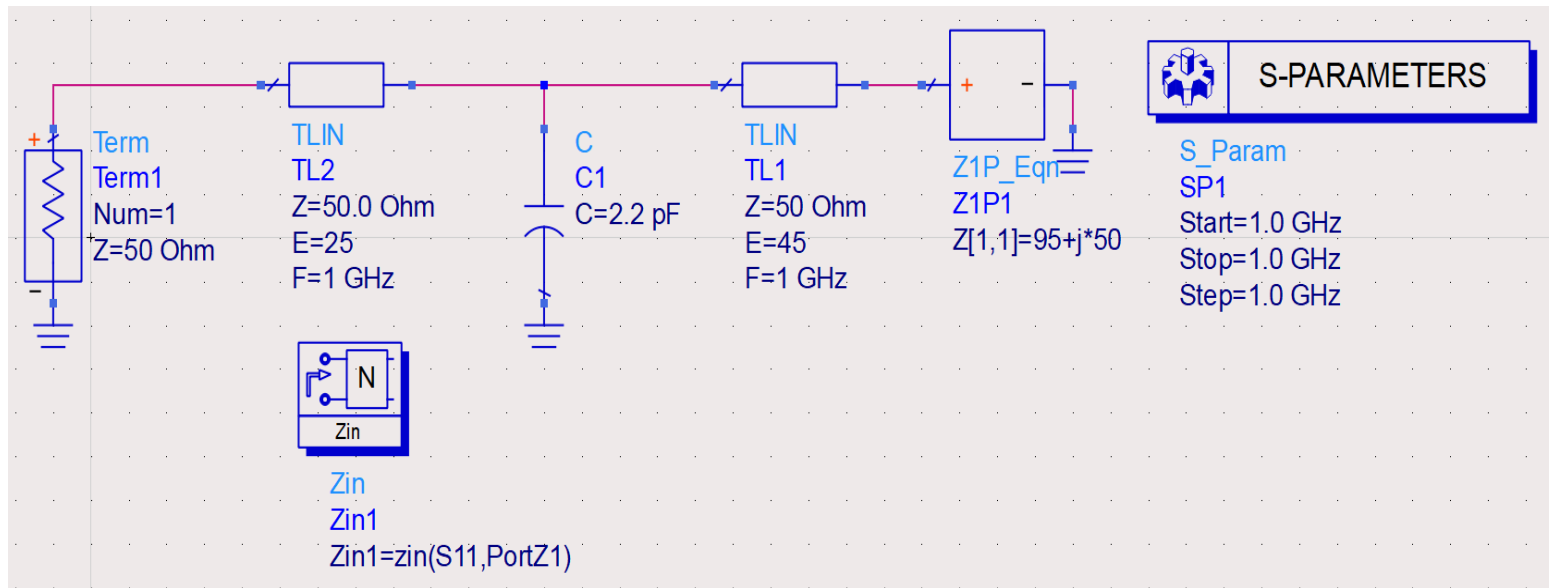 S-PARAMETERS
+
Term
Term1
Num=1
Z=50 Ohm
−
TLIN
TL2
Z=50.0 Ohm
E=25
F=1 GHz
C
C1
C=2.2 pF
TLIN
TL1
Z=50 Ohm
E=45
F=1 GHz
+ −
Z1P_Eqn
Z1P1
Z[1,1]=95+j*50
S_Param
SP1
Start=1.0 GHz
Stop=1.0 GHz
Step=1.0 GHz
N
Zin
Zin
Zin1
Zin1=zin(S11,PortZ1)